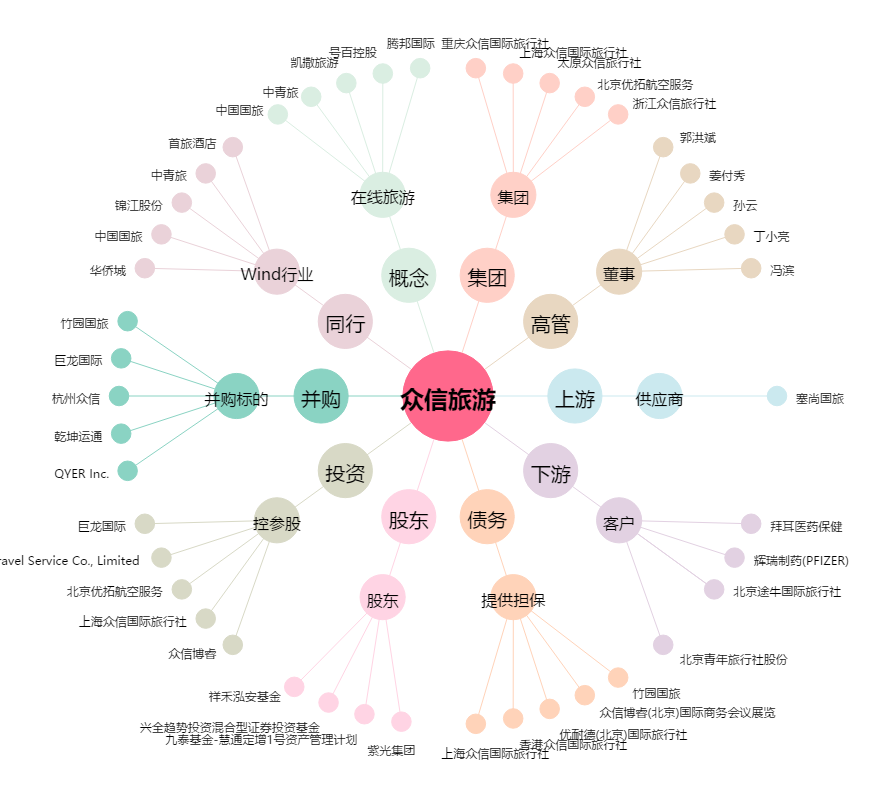 腾邦国际
重庆众信国际旅行社
号百控股
上海众信国际旅行社
凯撒旅游
太原众信旅行社
中青旅
北京优拓航空服务
中国国旅
浙江众信旅行社
首旅酒店
郭洪斌
中青旅
姜付秀
在线旅游
集团
锦江股份
孙云
中国国旅
丁小亮
华侨城
Wind行业
概念
集团
董事
冯滨
竹园国旅
同行
高管
巨龙国际
杭州众信
并购标的
并购
众信旅游
上游
供应商
塞尚国旅
乾坤运通
QYER Inc.
投资
下游
巨龙国际
控参股
股东
债务
客户
拜耳医药保健
ravel Service Co., Limited
辉瑞制药(PFIZER)
北京优拓航空服务
北京途牛国际旅行社
上海众信国际旅行社
股东
提供担保
众信博睿
北京青年旅行社股份
祥禾泓安基金
竹园国旅
兴全趋势投资混合型证券投资基金
众信博睿(北京)国际商务会议展览
九泰基金-慧通定增1号资产管理计划
优耐德(北京)国际旅行社
紫光集团
香港众信国际旅行社
上海众信国际旅行社